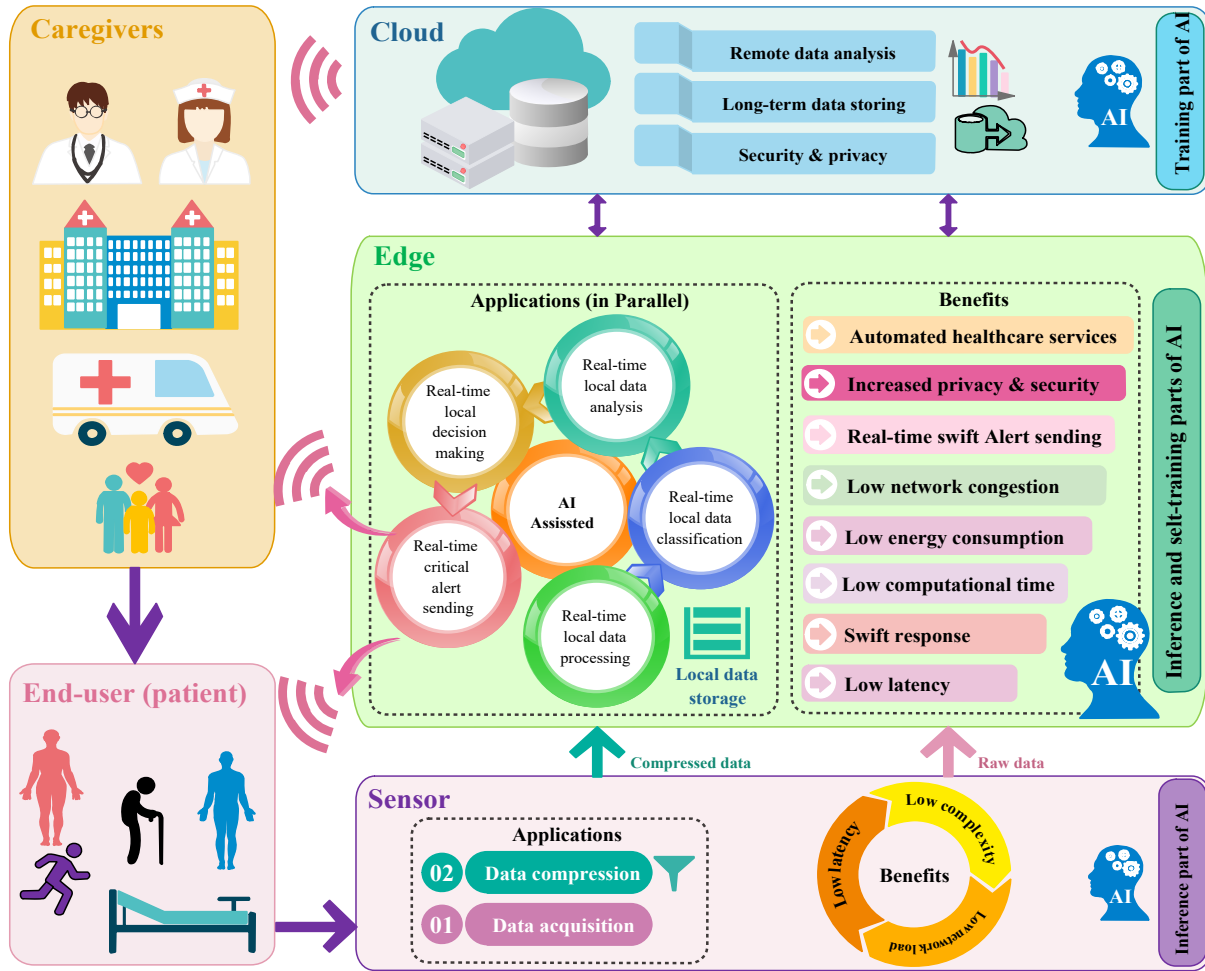 Caregivers
Cloud
Remote data analysis
Long-term data storing
Security & privacy
AI
Training part of AI
Edge
Applications (in Parallel)
Real-time
local data
analysis
Real-time
local
decision
making
AI
Assissted
Real-time
local data
classification
Real-time
critical
alert
sending
Real-time
local data
processing
Local data
storage
Benefits
Automated healthcare services
Increased privacy & security
Real-time swift Alert sending
Low network congestion
Low energy consumption
Low computational time
Swift response
Low latency
AI
Inference and selt-training parts of AI
End-user (patient)
Compressed data
Raw data
Sensor
Applications
02 Data compression
01 Data acquisition
Low latency
Low complexity
Low network load
Benefits
AI
Inference part of AI